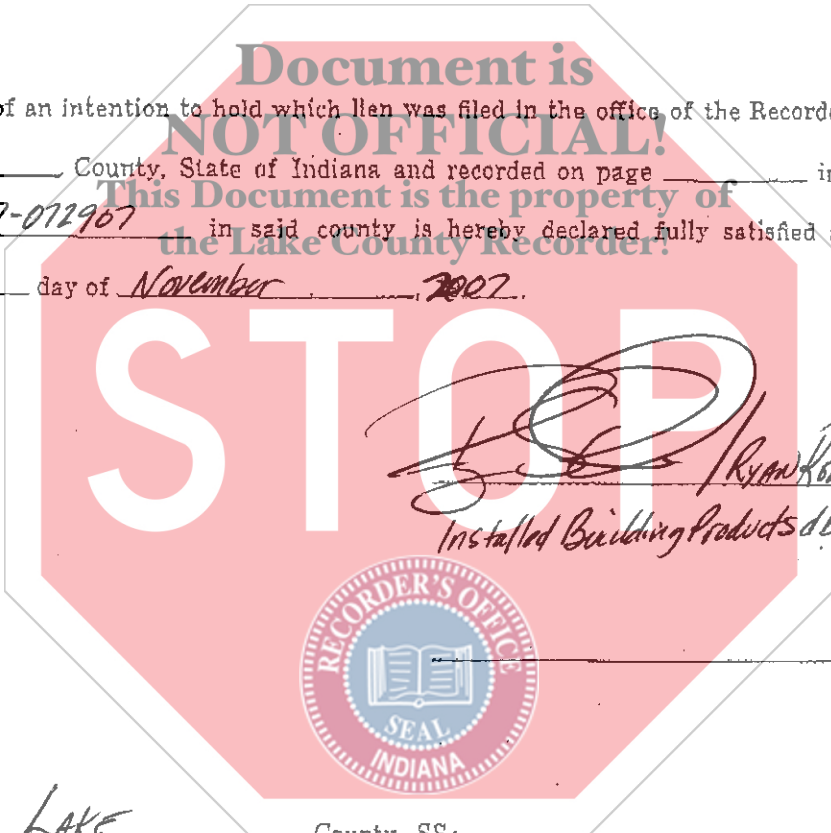 Document is
of an intention to hold which lien was filed in the office of the Recorde
NOT OFFICIAL!
County, State of Indiana and recorded on page in
This Document is the property of
-072907 in said county is hereby declared fully satisfied
the Lake County Recorder!
day of November , 2007.
STOP
/ RYAN
Installed Building Products d
RECORDER'S OFFICE
SEAL
INDIANA
LAKE County, SS: